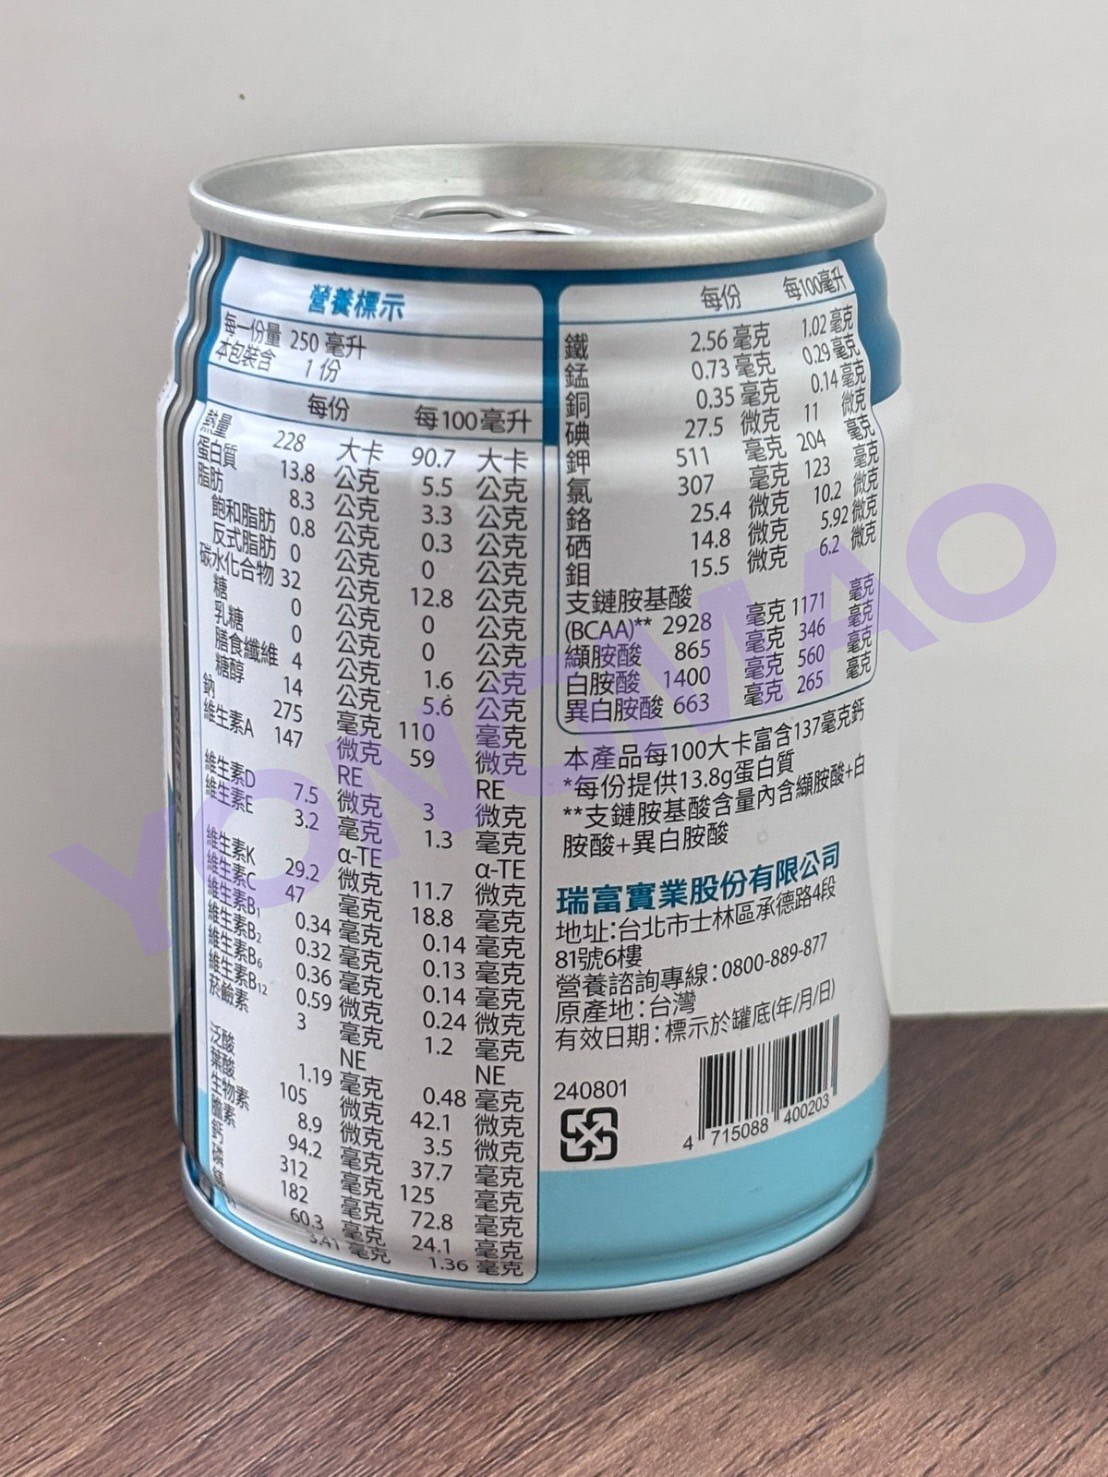 營養標示
每一份量 250 毫升
本包裝含 1 份
每份 每100毫升
熱量 228 大卡 90.7 大卡
蛋白質 13.8 公克 5.5 公克
脂肪 8.3 公克 3.3 公克
飽和脂肪 0.8 公克 0.3 公克
反式脂肪 0 公克 0 公克
碳水化合物 32 公克 12.8 公克
糖 0 公克 0 公克
乳糖 0 公克 0 公克
膳食纖維 4 公克 1.6 公克
糖醇 14 公克 5.6 公克
鈉 275 毫克 110 毫克
維生素A 147 微克 59 微克
RE RE
維生素D 7.5 微克 3 微克
維生素E 3.2 毫克 1.3 毫克
α-TE α-TE
維生素K 29.2 微克 11.7 微克
維生素C 47 毫克 18.8 毫克
維生素B1 0.34 毫克 0.14 毫克
維生素B2 0.32 毫克 0.13 毫克
維生素B6 0.36 毫克 0.14 毫克
維生素B12 0.59 微克 0.24 微克
菸鹼素 3 毫克 1.2 毫克
NE NE
泛酸 1.19 毫克 0.48 毫克
葉酸 105 微克 42.1 微克
生物素 8.9 微克 3.5 微克
膽素 94.2 毫克 37.7 毫克
鈣 312 毫克 125 毫克
磷 182 毫克 72.8 毫克
鎂 60.3 毫克 24.1 毫克
3.41 毫克 1.36 毫克
每份 每100毫升
鐵 2.56 毫克 1.02 毫克
錳 0.73 毫克 0.29 毫克
銅 0.35 毫克 0.14 毫克
碘 27.5 微克 11 微克
鉀 511 毫克 204 毫克
氯 307 毫克 123 毫克
鉻 25.4 微克 10.2 微克
硒 14.8 微克 5.92 微克
鉬 15.5 微克 6.2 微克
支鏈胺基酸
(BCAA)** 2928 毫克 1171 毫克
纈胺酸 865 毫克 346 毫克
白胺酸 1400 毫克 560 毫克
異白胺酸 663 毫克 265 毫克
本產品每100大卡富含137毫克鈣
*每份提供13.8g蛋白質
**支鏈胺基酸含量內含纈胺酸+白
胺酸+異白胺酸
瑞富實業股份有限公司
地址:台北市士林區承德路4段
81號6樓
營養諮詢專線:0800-889-877
原產地:台灣
有效日期:標示於罐底(年/月/日)
240801
4 715088 400203
YONGMAO